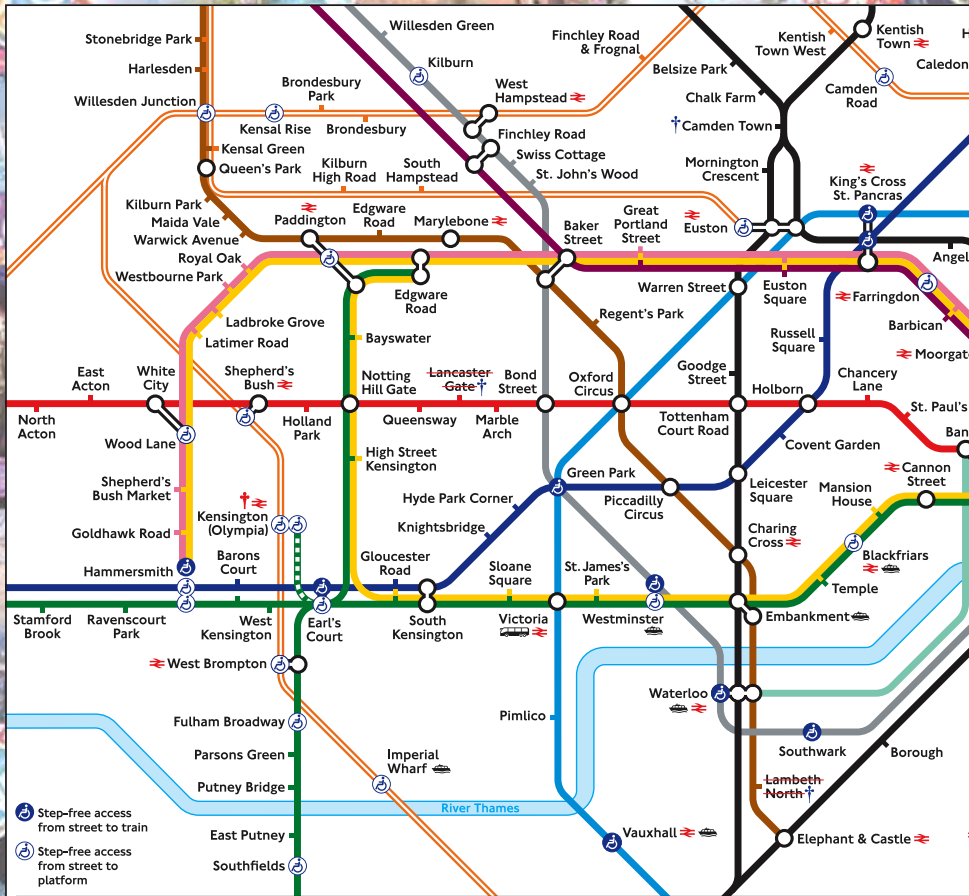 Willesden Green
Stonebridge Park
Harlesden
Finchley Road
& Frognal
Kentish
Town West
Kentish
Town
H
Caledon
Kilburn
Belsize Park
Chalk Farm
Camden
Road
Willesden Junction
Brondesbury
Park
West
Hampstead
Kensal Rise
Brondesbury
†Camden Town
Finchley Road
Kensal Green
Queen's Park
Kilburn
High Road
South
Hampstead
Swiss Cottage
St. John's Wood
Mornington
Crescent
King's Cross
St. Pancras
Kilburn Park
Maida Vale
Warwick Avenue
Paddington
Edgware
Road
Marylebone
Baker
Street
Great
Portland
Street
Euston
Angel
Royal Oak
Westbourne Park
Edgware
Road
Warren Street
Euston
Square
Farringdon
Barbican
Ladbroke Grove
Latimer Road
Regent's Park
Bayswater
Russell
Square
Moorgat
East
Acton
White
City
Shepherd's
Bush
Notting
Hill Gate
Lancaster
Gate†
Bond
Street
Oxford
Circus
Goodge
Street
Holborn
Chancery
Lane
North
Acton
Holland
Park
Queensway
Marble
Arch
Tottenham
Court Road
St. Paul's
Wood Lane
Covent Garden
Ban
High Street
Kensington
Shepherd's
Bush Market
Green Park
Leicester
Square
Cannon
Street
Mansion
House
Hyde Park Corner
Piccadilly
Circus
†
Kensington
(Olympia)
Knightsbridge
Goldhawk Road
Charing
Cross
Blackfriars
Hammersmith
Barons
Court
Gloucester
Road
Sloane
Square
St. James's
Park
Temple
Stamford
Brook
Ravenscourt
Park
West
Kensington
Earl's
Court
South
Kensington
Victoria
Westminster
Embankment
West Brompton
Waterloo
Fulham Broadway
Pimlico
Southwark
Borough
Parsons Green
Imperial
Wharf
Putney Bridge
Lambeth
North†
River Thames
Step-free access
from street to train
East Putney
Vauxhall
Elephant & Castle
Step-free access
from street to
platform
Southfields